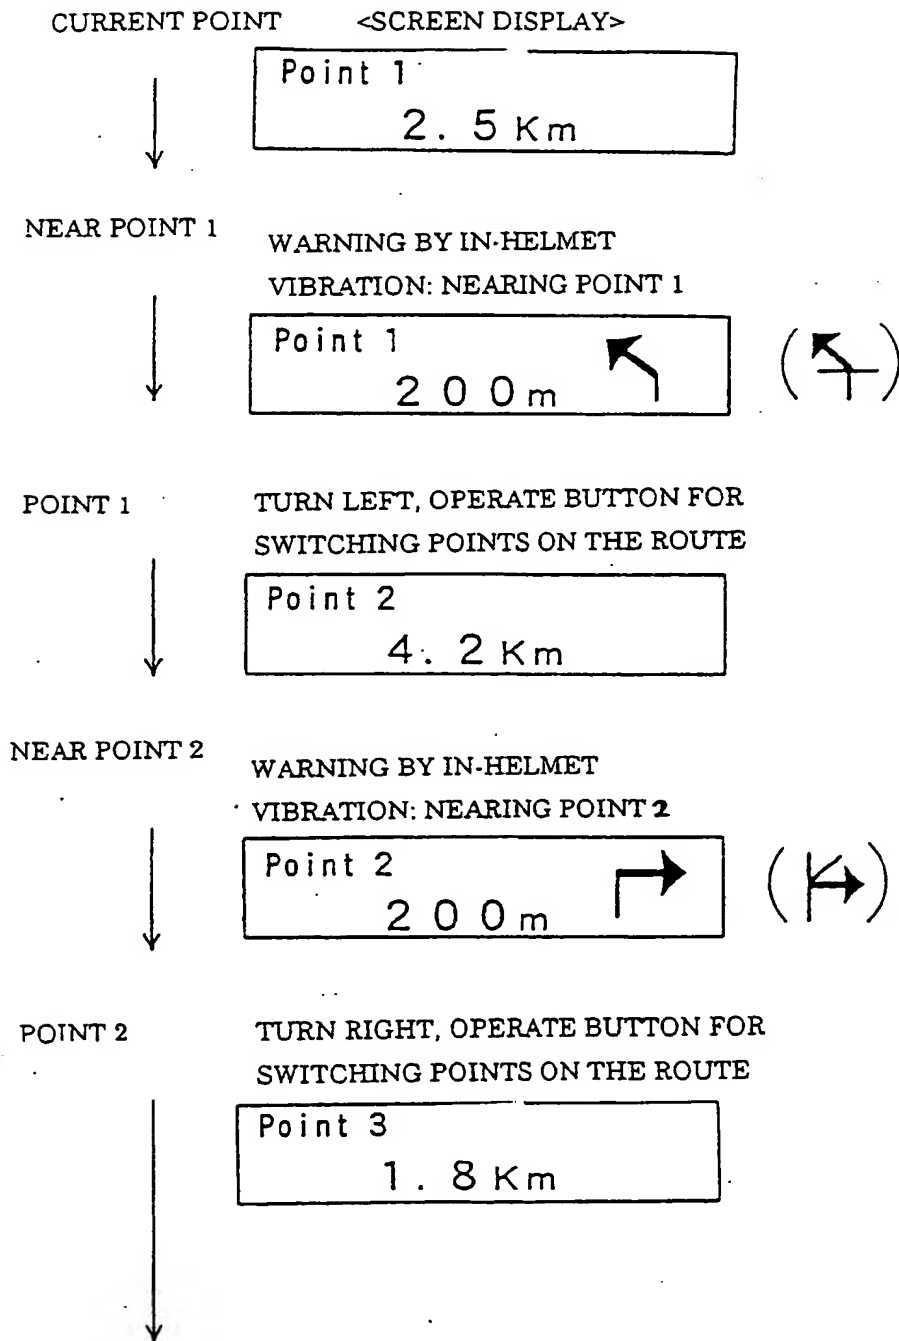 CURRENT POINT <SCREEN DISPLAY>
Point 1
2.5 Km
NEAR POINT 1
WARNING BY IN-HELMET
VIBRATION: NEARING POINT 1
Point 1
200m
POINT 1
TURN LEFT, OPERATE BUTTON FOR
SWITCHING POINTS ON THE ROUTE
Point 2
4.2 Km
NEAR POINT 2
WARNING BY IN-HELMET
VIBRATION: NEARING POINT 2
Point 2
200m
POINT 2
TURN RIGHT, OPERATE BUTTON FOR
SWITCHING POINTS ON THE ROUTE
Point 3
1.8 Km